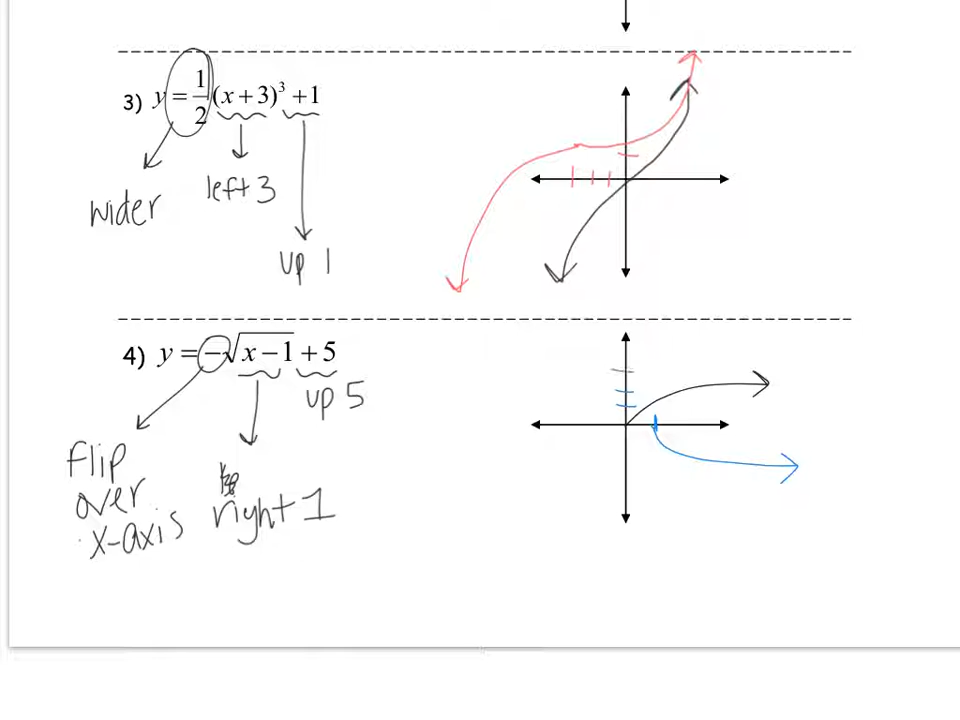 3) y = 1/2 (x + 3)³ + 1
wider
left 3
up 1
4) y = -√(x - 1) + 5
up 5
flip
over
x-axis
right 1